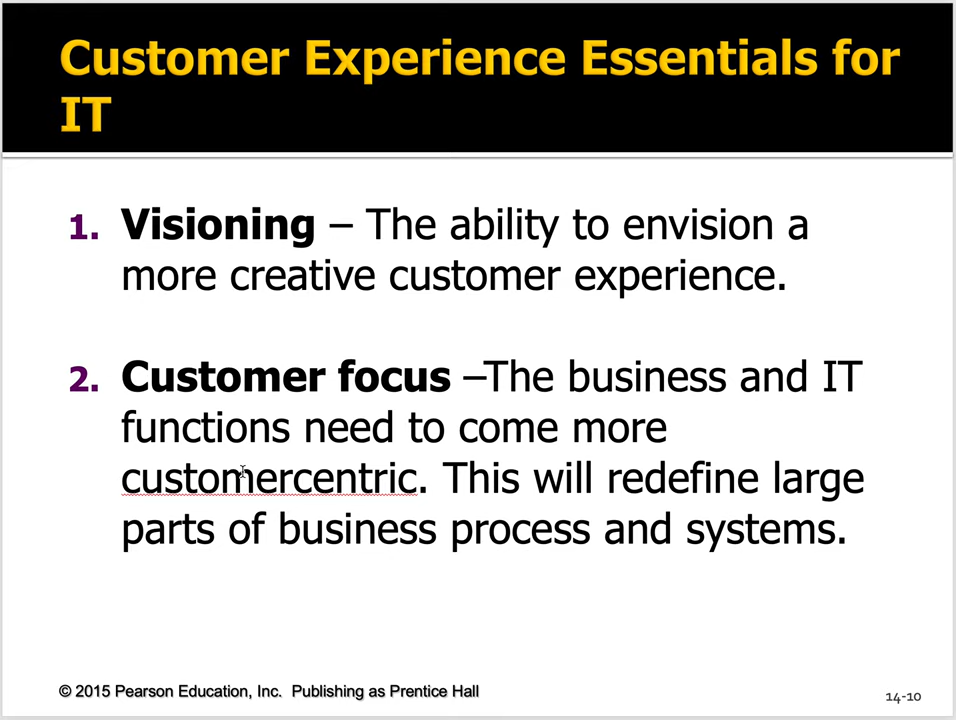 Customer Experience Essentials for
IT
1. Visioning – The ability to envision a
more creative customer experience.
2. Customer focus –The business and IT
functions need to come more
customercentric. This will redefine large
parts of business process and systems.
© 2015 Pearson Education, Inc. Publishing as Prentice Hall
14-10